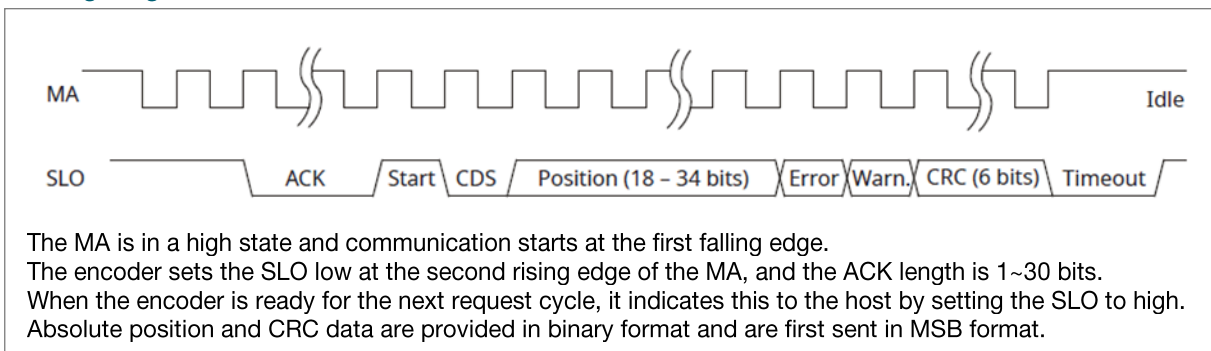 MA
Idle
SLO
ACK
Start
CDS
Position (18 – 34 bits)
Error
Warn.
CRC (6 bits)
Timeout
The MA is in a high state and communication starts at the first falling edge.
The encoder sets the SLO low at the second rising edge of the MA, and the ACK length is 1~30 bits.
When the encoder is ready for the next request cycle, it indicates this to the host by setting the SLO to high.
Absolute position and CRC data are provided in binary format and are first sent in MSB format.